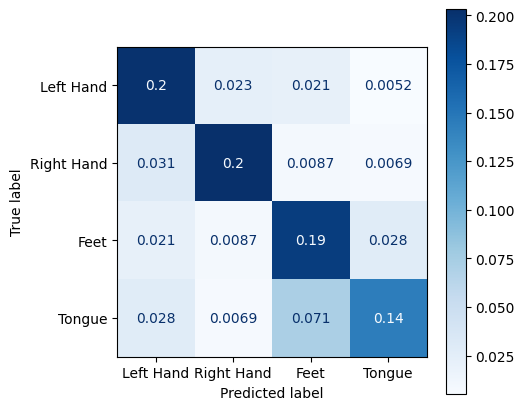 0.200
Left Hand 0.2 0.023 0.021 0.0052
0.175
0.150
Right Hand 0.031 0.2 0.0087 0.0069
0.125
True label
0.100
Feet 0.021 0.0087 0.19 0.028
0.075
Tongue 0.028 0.0069 0.071 0.14
0.050
0.025
Left Hand Right Hand Feet Tongue
Predicted label